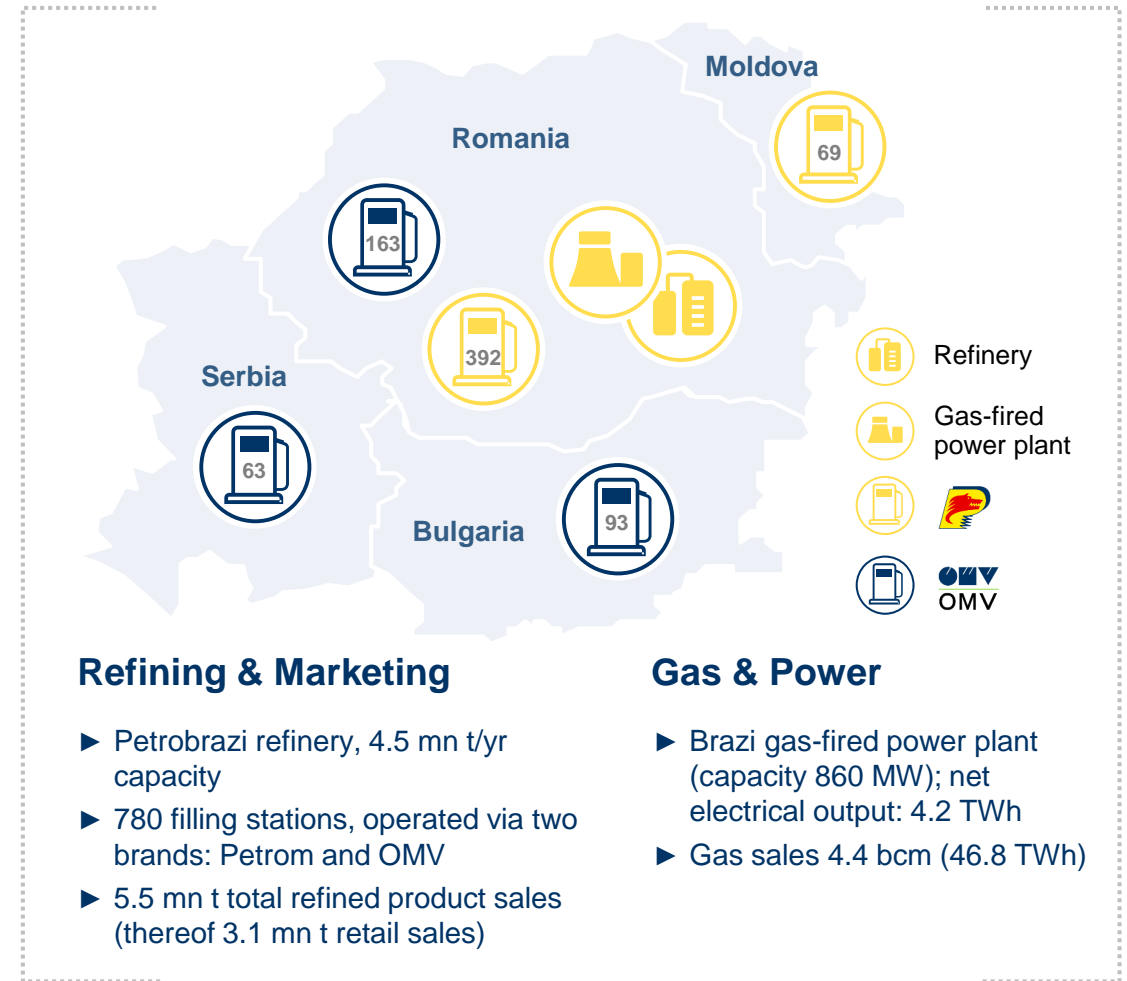 Moldova
69
Romania
163
392
Serbia
63
Bulgaria
93
Refinery
Gas-fired
power plant
OMV
OMV
Refining & Marketing
► Petrobrazi refinery, 4.5 mn t/yr
capacity
► 780 filling stations, operated via two
brands: Petrom and OMV
► 5.5 mn t total refined product sales
(thereof 3.1 mn t retail sales)
Gas & Power
► Brazi gas-fired power plant
(capacity 860 MW); net
electrical output: 4.2 TWh
► Gas sales 4.4 bcm (46.8 TWh)